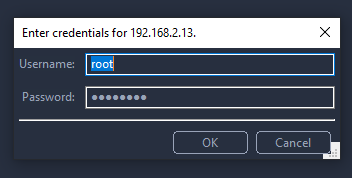 Enter credentials for 192.168.2.13.
Username: root
Password: ●●●●●●●●
OK Cancel